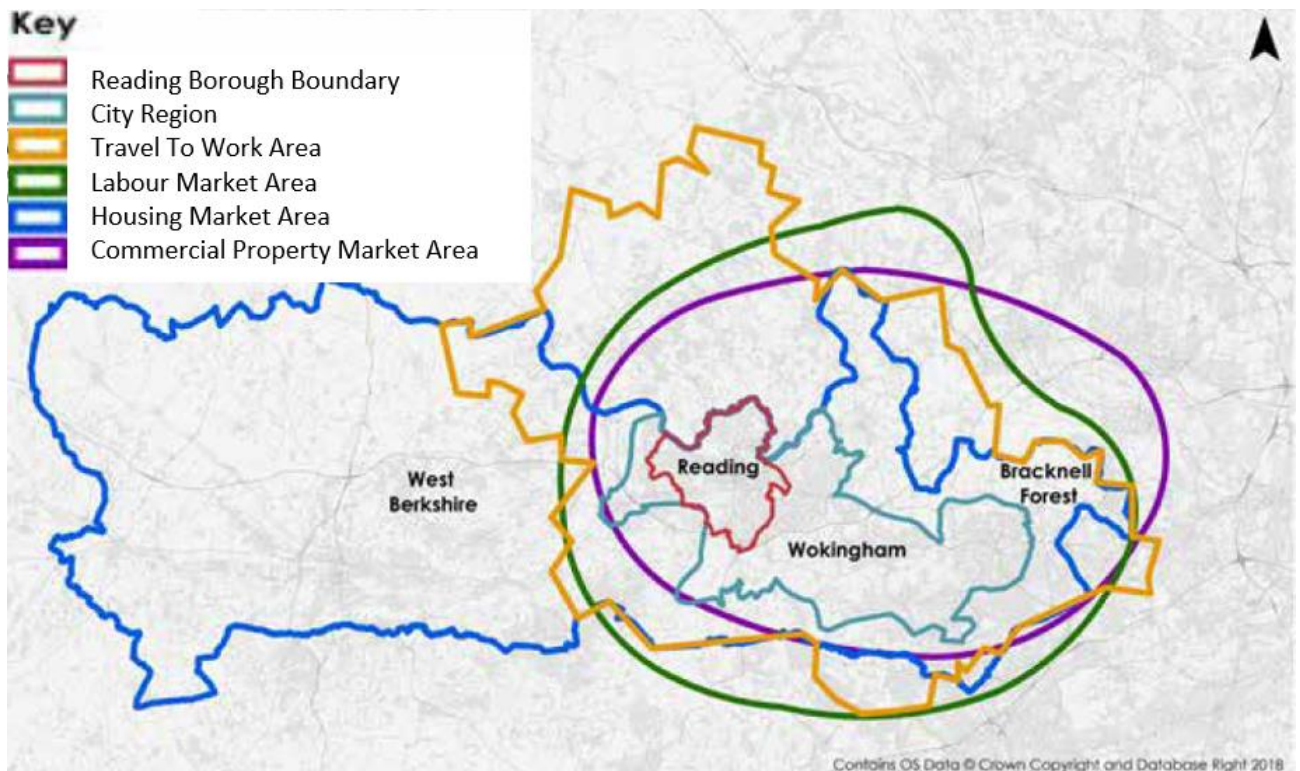 Key
Reading Borough Boundary
City Region
Travel To Work Area
Labour Market Area
Housing Market Area
Commercial Property Market Area
Reading
West
Berkshire
Bracknell
Forest
Wokingham
Contains OS Data © Crown Copyright and Database Right 2018